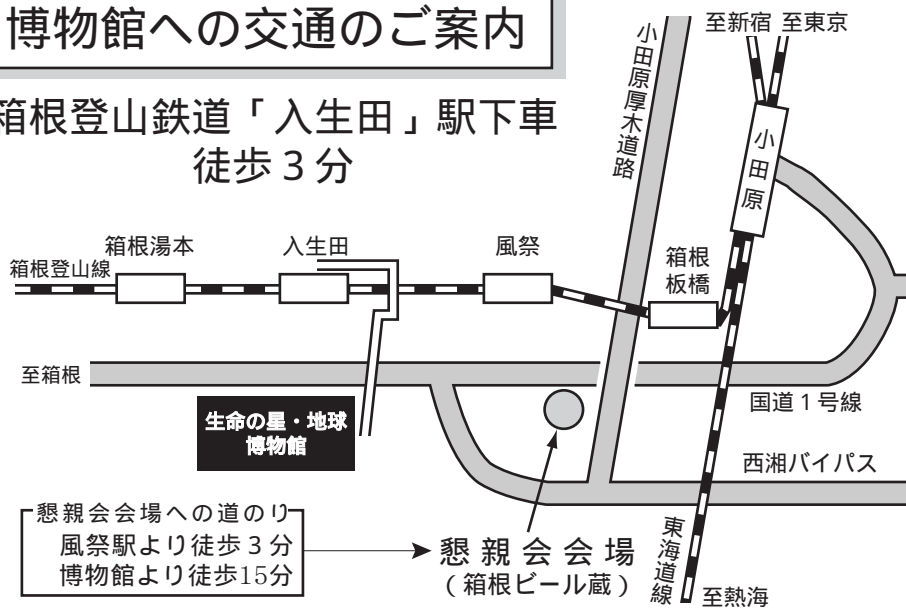 博物館への交通のご案内
箱根登山鉄道「入生田」駅下車
徒歩３分
至新宿 至東京
小田原厚木道路
小田原
箱根湯本
入生田
風祭
箱根
板橋
箱根登山線
至箱根
国道１号線
生命の星・地球
博物館
西湘バイパス
懇親会会場への道のり
風祭駅より徒歩３分
博物館より徒歩15分
懇親会会場
（箱根ビール蔵）
東海道線
至熱海